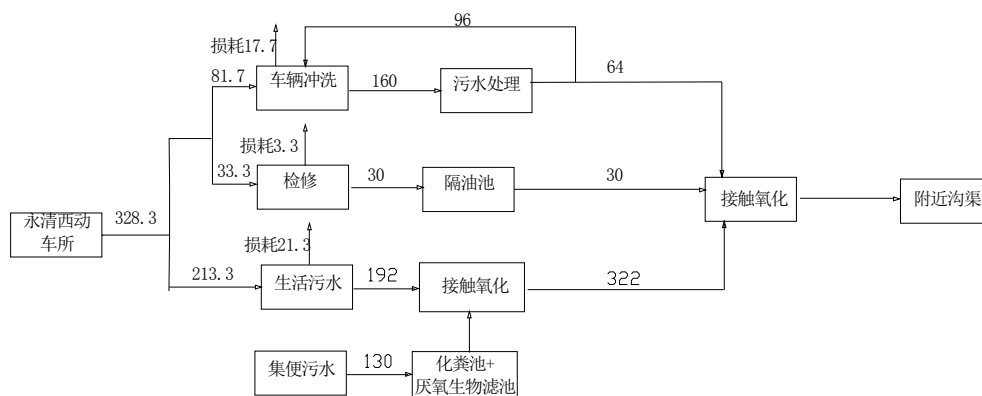 96
损耗17.7
81.7
车辆冲洗
160
污水处理
64
损耗3.3
33.3
检修
30
隔油池
30
接触氧化
附近沟渠
永清西动
车所
328.3
损耗21.3
213.3
生活污水
192
接触氧化
322
集便污水
130
化粪池+
厌氧生物滤池